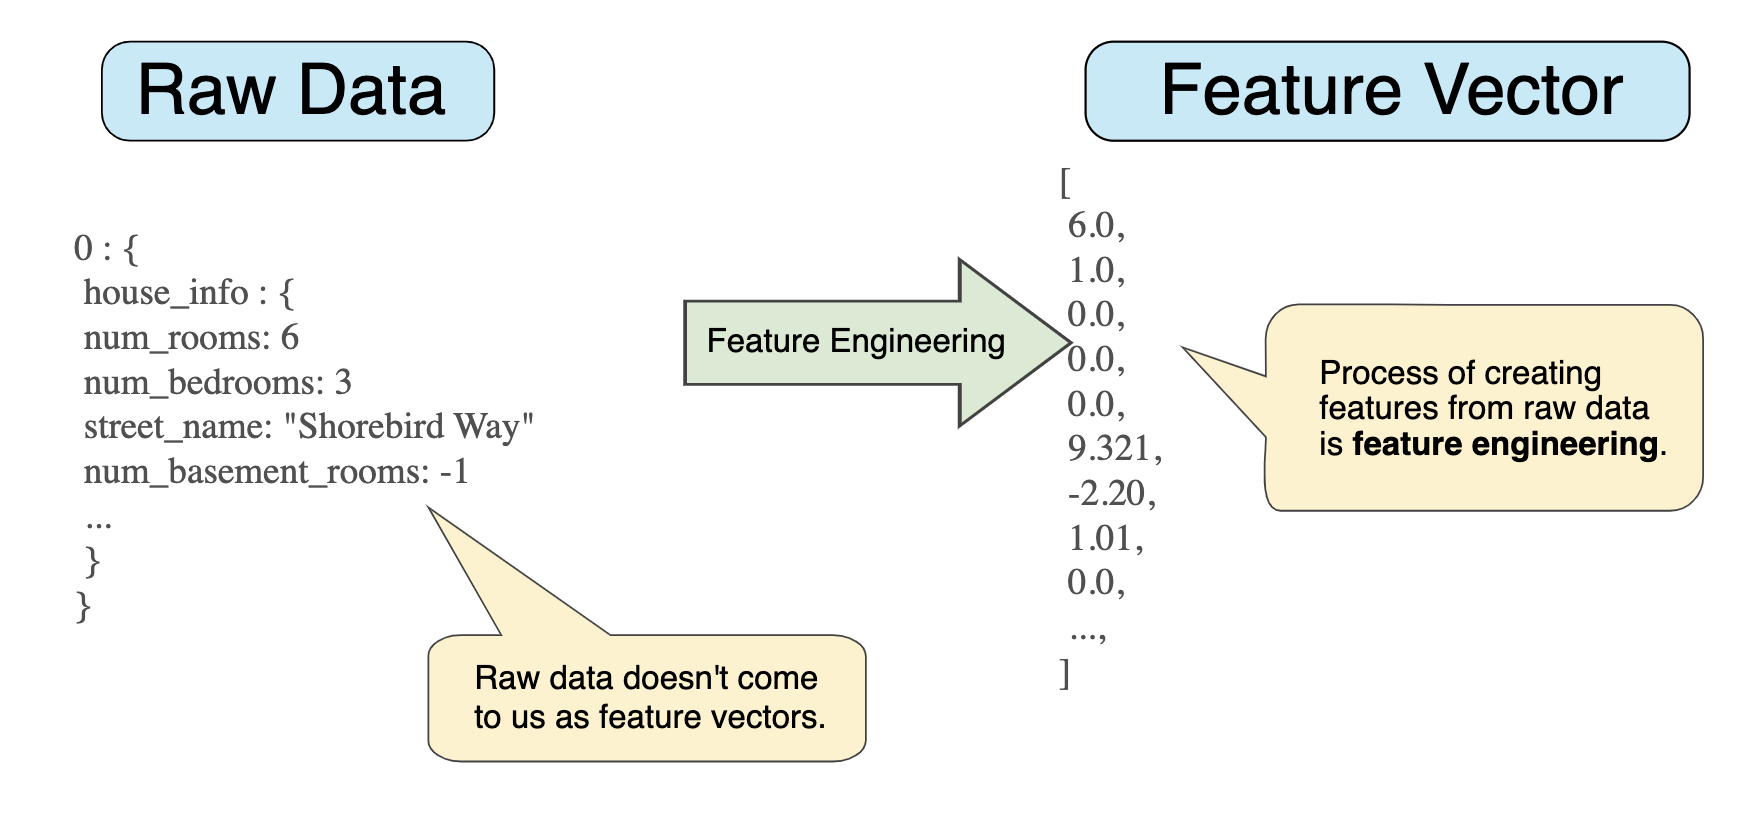 Raw Data
0 : {
house_info : {
num_rooms: 6
num_bedrooms: 3
street_name: "Shorebird Way"
num_basement_rooms: -1
...
}
}
Raw data doesn't come
to us as feature vectors.
Feature Engineering
Feature Vector
[
6.0,
1.0,
0.0,
0.0,
0.0,
9.321,
-2.20,
1.01,
0.0,
...,
]
Process of creating
features from raw data
is feature engineering.